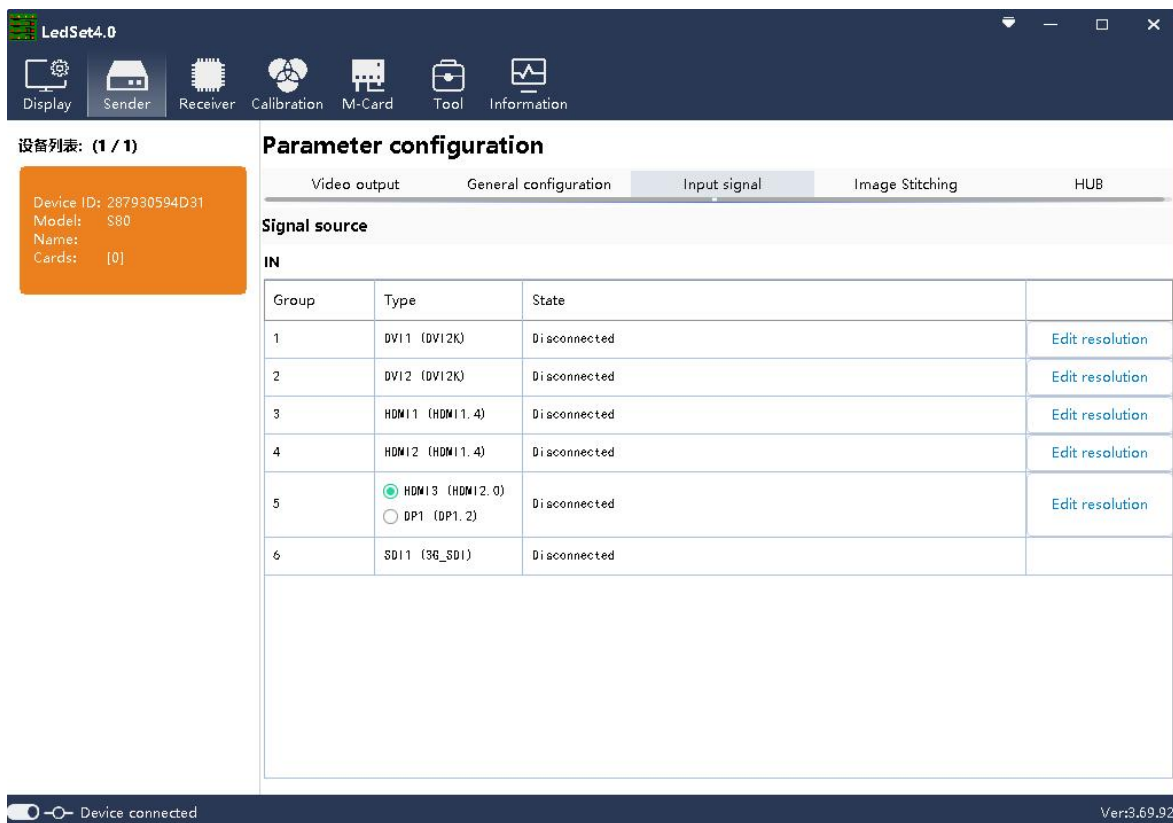 LedSet4.0
Display Sender Receiver Calibration M-Card Tool Information
设备列表: (1 / 1)
Device ID: 287930594D31
Model: S80
Name:
Cards: [0]
Parameter configuration
Video output General configuration Input signal Image Stitching HUB
Signal source
IN
Group Type State
1 DVI1 (DVI2K) Disconnected Edit resolution
2 DVI2 (DVI2K) Disconnected Edit resolution
3 HDMI1 (HDMI1.4) Disconnected Edit resolution
4 HDMI2 (HDMI1.4) Disconnected Edit resolution
5 HDMI3 (HDMI2.0) Disconnected Edit resolution
DP1 (DP1.2)
6 SDI1 (3G_SDI) Disconnected
Device connected Ver:3.69.92